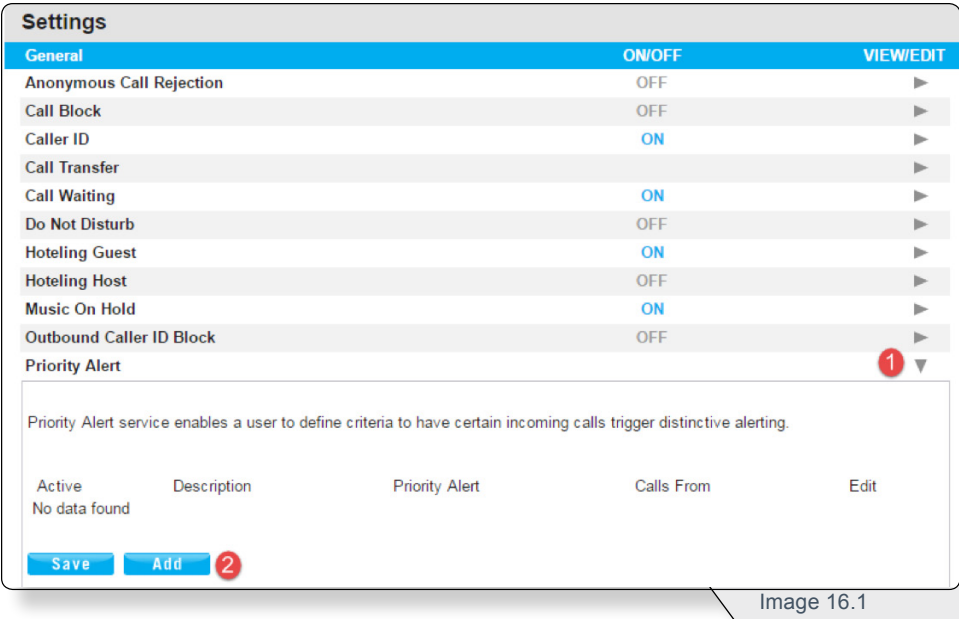 Settings
General ON/OFF VIEW/EDIT
Anonymous Call Rejection OFF
Call Block OFF
Caller ID ON
Call Transfer
Call Waiting ON
Do Not Disturb OFF
Hoteling Guest ON
Hoteling Host OFF
Music On Hold ON
Outbound Caller ID Block OFF
Priority Alert 1
Priority Alert service enables a user to define criteria to have certain incoming calls trigger distinctive alerting.
Active Description Priority Alert Calls From Edit
No data found
Save Add 2
Image 16.1